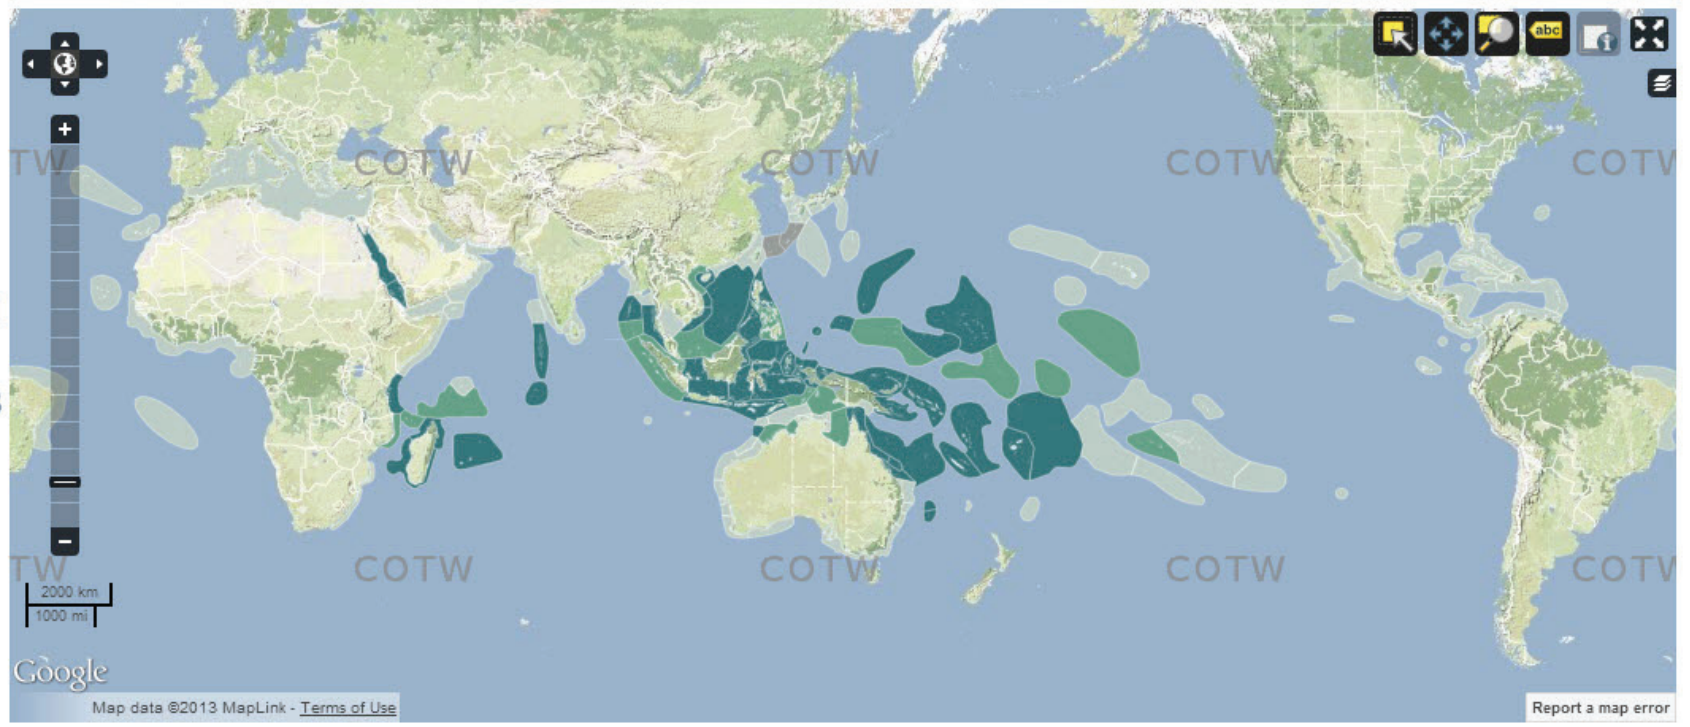 abc
TW COTW COTW COTW COTW
TW COTW COTW COTW COTW
2000 km
1000 mi
Google
Map data ©2013 MapLink - Terms of Use
Report a map error